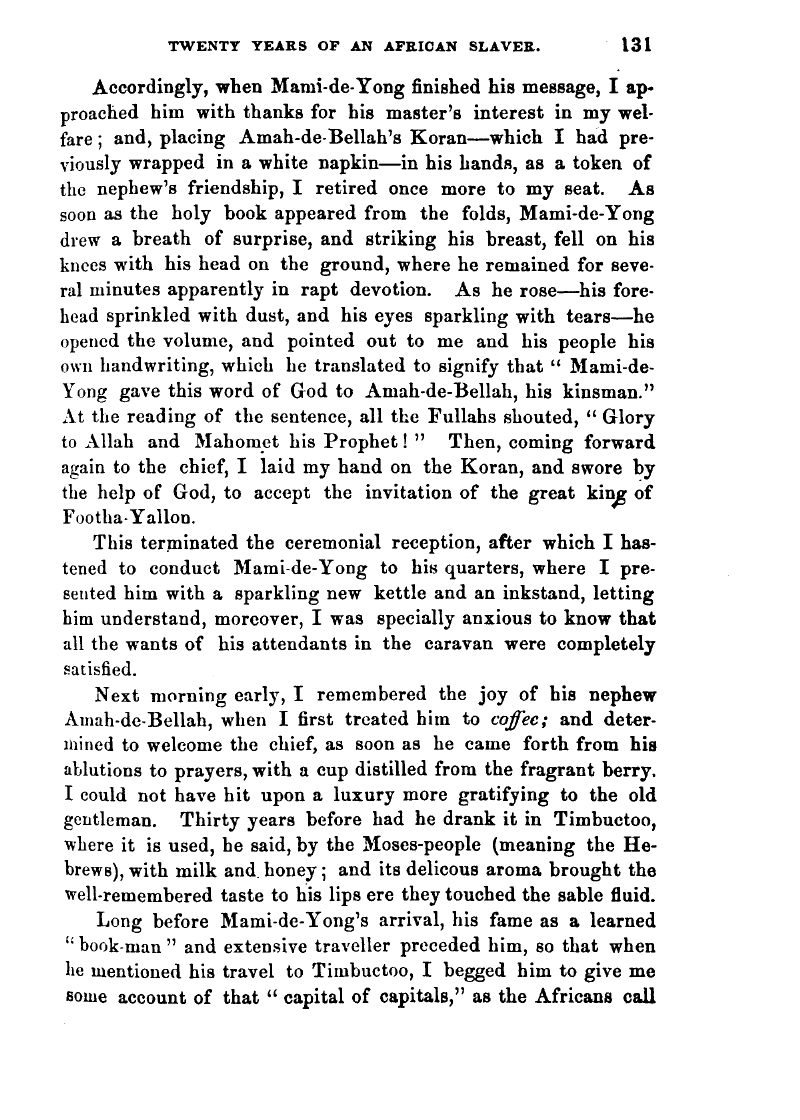 TWENTY YEARS OF AN AFRICAN SLAVER. 131
Accordingly, when Mami-de-Yong finished his message, I ap-
proached him with thanks for his master's interest in my wel-
fare; and, placing Amah-de-Bellah's Koran—which I had pre-
viously wrapped in a white napkin—in his hands, as a token of
the nephew's friendship, I retired once more to my seat. As
soon as the holy book appeared from the folds, Mami-de-Yong
drew a breath of surprise, and striking his breast, fell on his
knees with his head on the ground, where he remained for seve-
ral minutes apparently in rapt devotion. As he rose—his fore-
head sprinkled with dust, and his eyes sparkling with tears—he
opened the volume, and pointed out to me and his people his
own handwriting, which he translated to signify that " Mami-de-
Yong gave this word of God to Amah-de-Bellah, his kinsman."
At the reading of the sentence, all the Fullahs shouted, " Glory
to Allah and Mahomet his Prophet! " Then, coming forward
again to the chief, I laid my hand on the Koran, and swore by
the help of God, to accept the invitation of the great king of
Footha-Yallon.
This terminated the ceremonial reception, after which I has-
tened to conduct Mami-de-Yong to his quarters, where I pre-
sented him with a sparkling new kettle and an inkstand, letting
him understand, moreover, I was specially anxious to know that
all the wants of his attendants in the caravan were completely
satisfied.
Next morning early, I remembered the joy of his nephew
Amah-de-Bellah, when I first treated him to coffee; and deter-
mined to welcome the chief, as soon as he came forth from his
ablutions to prayers, with a cup distilled from the fragrant berry.
I could not have hit upon a luxury more gratifying to the old
gentleman. Thirty years before had he drank it in Timbuctoo,
where it is used, he said, by the Moses-people (meaning the He-
brews), with milk and honey; and its delicous aroma brought the
well-remembered taste to his lips ere they touched the sable fluid.
Long before Mami-de-Yong's arrival, his fame as a learned
" book-man " and extensive traveller preceded him, so that when
he mentioned his travel to Timbuctoo, I begged him to give me
some account of that " capital of capitals," as the Africans call